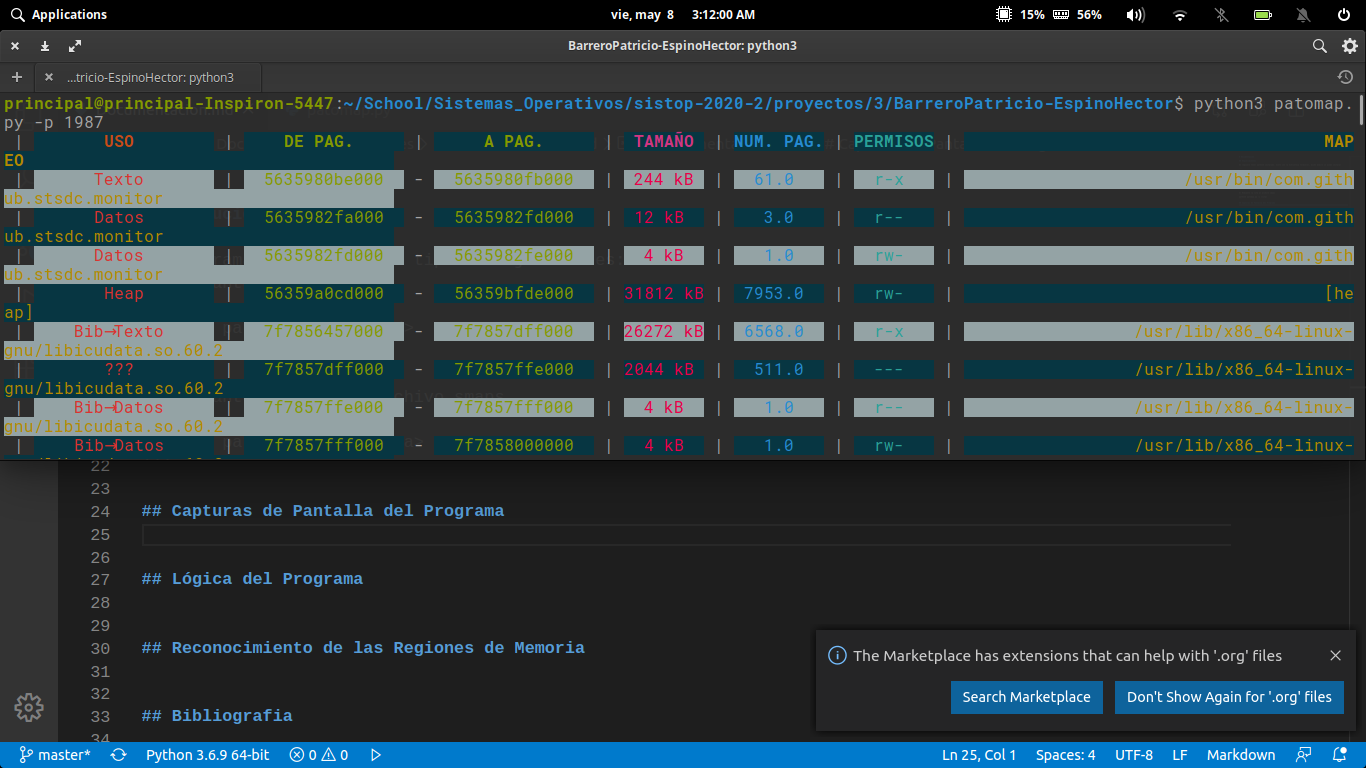 Applications
vie, may 8 3:12:00 AM
15% 56%
BarreroPatricio-EspinoHector: python3
...tricio-EspinoHector: python3
principal@principal-Inspiron-5447:~/School/Sistemas_Operativos/sistop-2020-2/proyectos/3/BarreroPatricio-EspinoHector$ python3 patomap.
py -p 1987
| USO | DE PAG. | A PAG. | TAMAÑO | NUM. PAG. | PERMISOS | MAP
EO
| Texto | 5635980be000 - 5635980fb000 | 244 kB | 61.0 | r-x | /usr/bin/com.gith
ub.stsdc.monitor
| Datos | 5635982fa000 - 5635982fd000 | 12 kB | 3.0 | r-- | /usr/bin/com.gith
ub.stsdc.monitor
| Datos | 5635982fd000 - 5635982fe000 | 4 kB | 1.0 | rw- | /usr/bin/com.gith
ub.stsdc.monitor
| Heap | 56359a0cd000 - 56359bfde000 | 31812 kB | 7953.0 | rw- | [he
ap]
| Bib→Texto | 7f7856457000 - 7f7857dff000 | 26272 kB | 6568.0 | r-x | /usr/lib/x86_64-linux-
gnu/libicudata.so.60.2
| ??? | 7f7857dff000 - 7f7857ffe000 | 2044 kB | 511.0 | --- | /usr/lib/x86_64-linux-
gnu/libicudata.so.60.2
| Bib→Datos | 7f7857ffe000 - 7f7857fff000 | 4 kB | 1.0 | r-- | /usr/lib/x86_64-linux-
gnu/libicudata.so.60.2
| Bib→Datos | 7f7857fff000 - 7f7858000000 | 4 kB | 1.0 | rw- | /usr/lib/x86_64-linux-
22
23
24 ## Capturas de Pantalla del Programa
25
26
27 ## Lógica del Programa
28
29
30 ## Reconocimiento de las Regiones de Memoria
31
32
33 ## Bibliografia
34
The Marketplace has extensions that can help with '.org' files
Search Marketplace
Don't Show Again for '.org' files
master* Python 3.6.9 64-bit 0 0 Ln 25, Col 1 Spaces: 4 UTF-8 LF Markdown